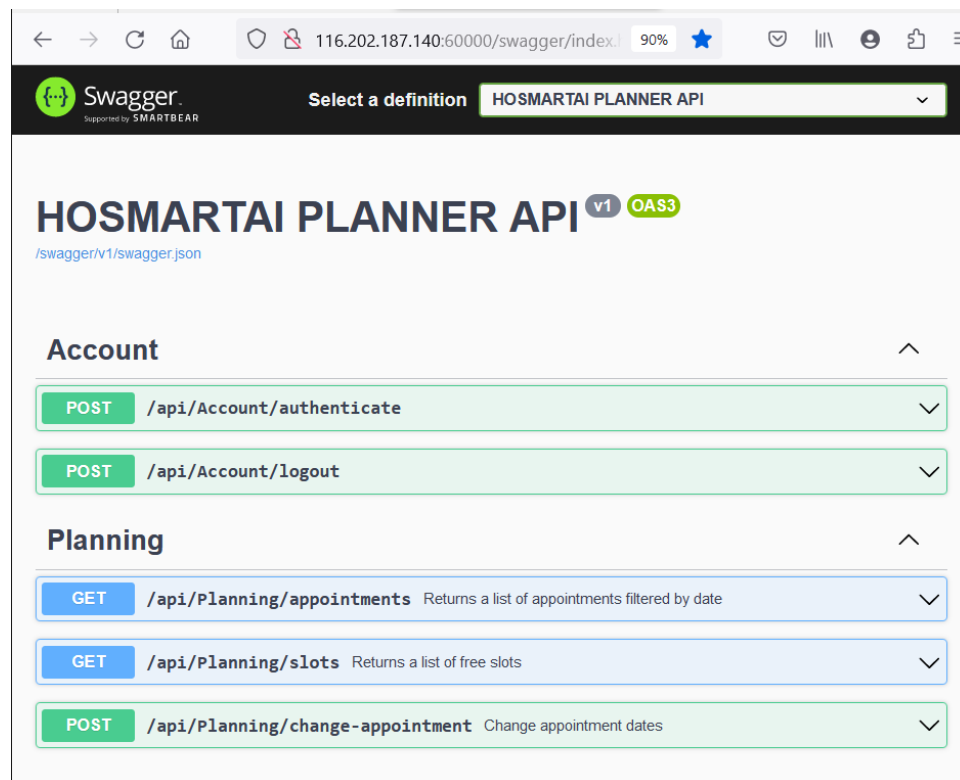 116.202.187.140:60000/swagger/index. 90%
{...} Swagger. Select a definition HOSMARTAI PLANNER API
Supported by SMARTBEAR
HOSMARTAI PLANNER API v1 OAS3
/swagger/v1/swagger.json
Account
POST /api/Account/authenticate
POST /api/Account/logout
Planning
GET /api/Planning/appointments Returns a list of appointments filtered by date
GET /api/Planning/slots Returns a list of free slots
POST /api/Planning/change-appointment Change appointment dates